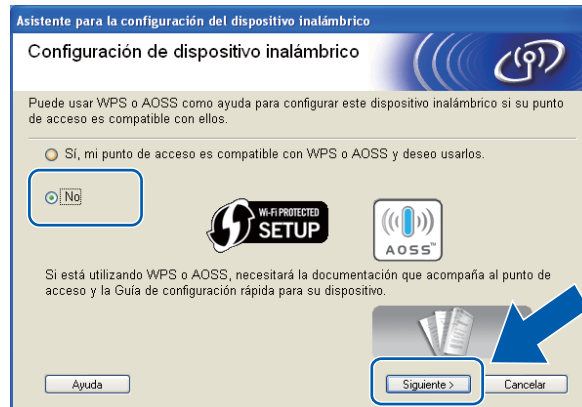 Asistente para la configuración del dispositivo inalámbrico
Configuración de dispositivo inalámbrico
Puede usar WPS o AOSS como ayuda para configurar este dispositivo inalámbrico si su punto
de acceso es compatible con ellos.
Sí, mi punto de acceso es compatible con WPS o AOSS y deseo usarlos.
No
WI-FI PROTECTED
SETUP
AOSS™
Si está utilizando WPS o AOSS, necesitará la documentación que acompaña al punto de
acceso y la Guía de configuración rápida para su dispositivo.
Ayuda
Siguiente >
Cancelar